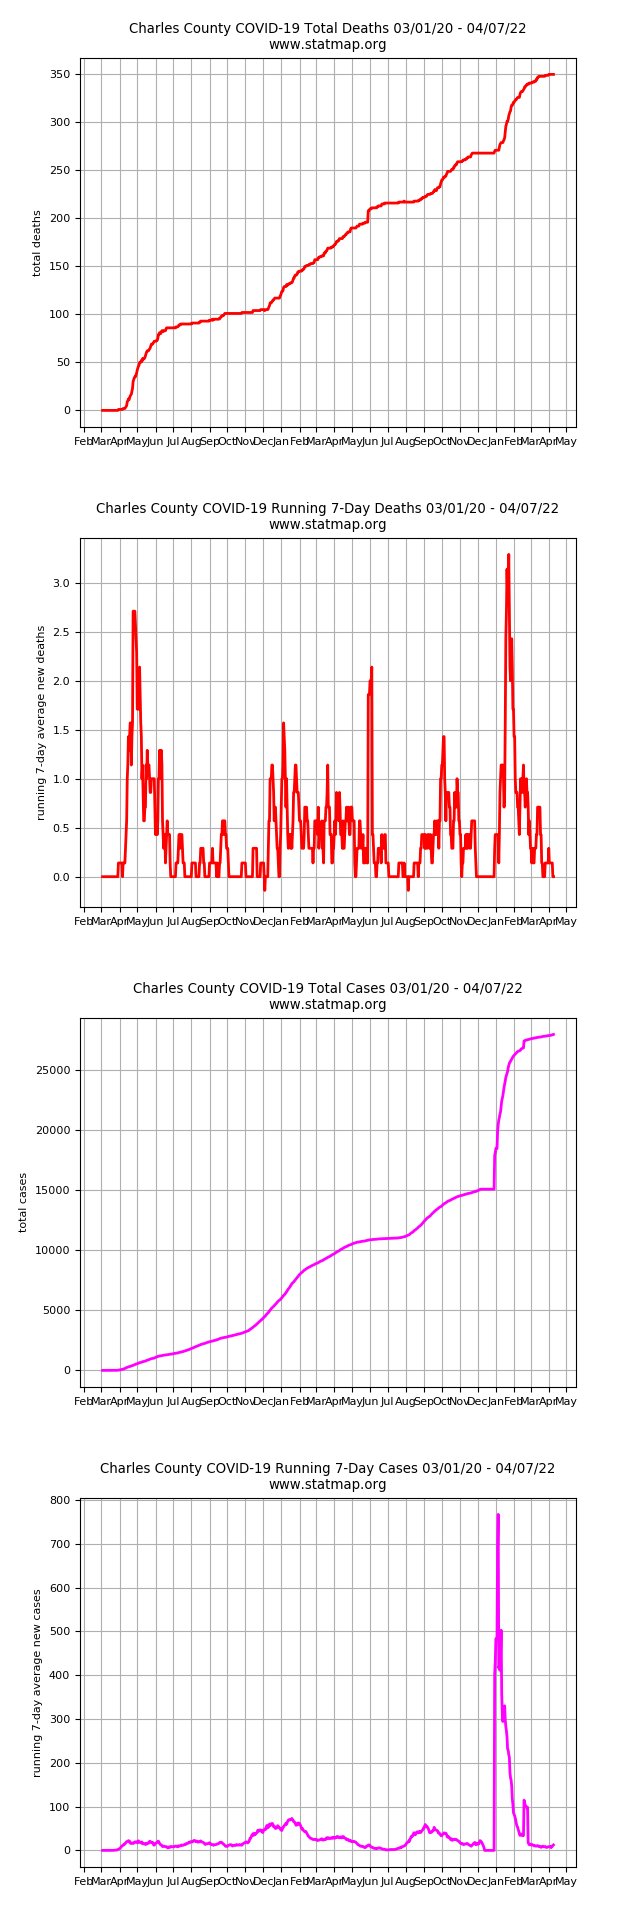 Charles County COVID-19 Total Deaths 03/01/20 - 04/07/22
www.statmap.org
350
300
250
200
150
100
50
0
total deaths
Feb Mar Apr May Jun Jul Aug Sep Oct Nov Dec Jan Feb Mar Apr May Jun Jul Aug Sep Oct Nov Dec Jan Feb Mar Apr May
Charles County COVID-19 Running 7-Day Deaths 03/01/20 - 04/07/22
www.statmap.org
3.0
2.5
2.0
1.5
1.0
0.5
0.0
running 7-day average new deaths
Feb Mar Apr May Jun Jul Aug Sep Oct Nov Dec Jan Feb Mar Apr May Jun Jul Aug Sep Oct Nov Dec Jan Feb Mar Apr May
Charles County COVID-19 Total Cases 03/01/20 - 04/07/22
www.statmap.org
25000
20000
15000
10000
5000
0
total cases
Feb Mar Apr May Jun Jul Aug Sep Oct Nov Dec Jan Feb Mar Apr May Jun Jul Aug Sep Oct Nov Dec Jan Feb Mar Apr May
Charles County COVID-19 Running 7-Day Cases 03/01/20 - 04/07/22
www.statmap.org
800
700
600
500
400
300
200
100
0
running 7-day average new cases
Feb Mar Apr May Jun Jul Aug Sep Oct Nov Dec Jan Feb Mar Apr May Jun Jul Aug Sep Oct Nov Dec Jan Feb Mar Apr May